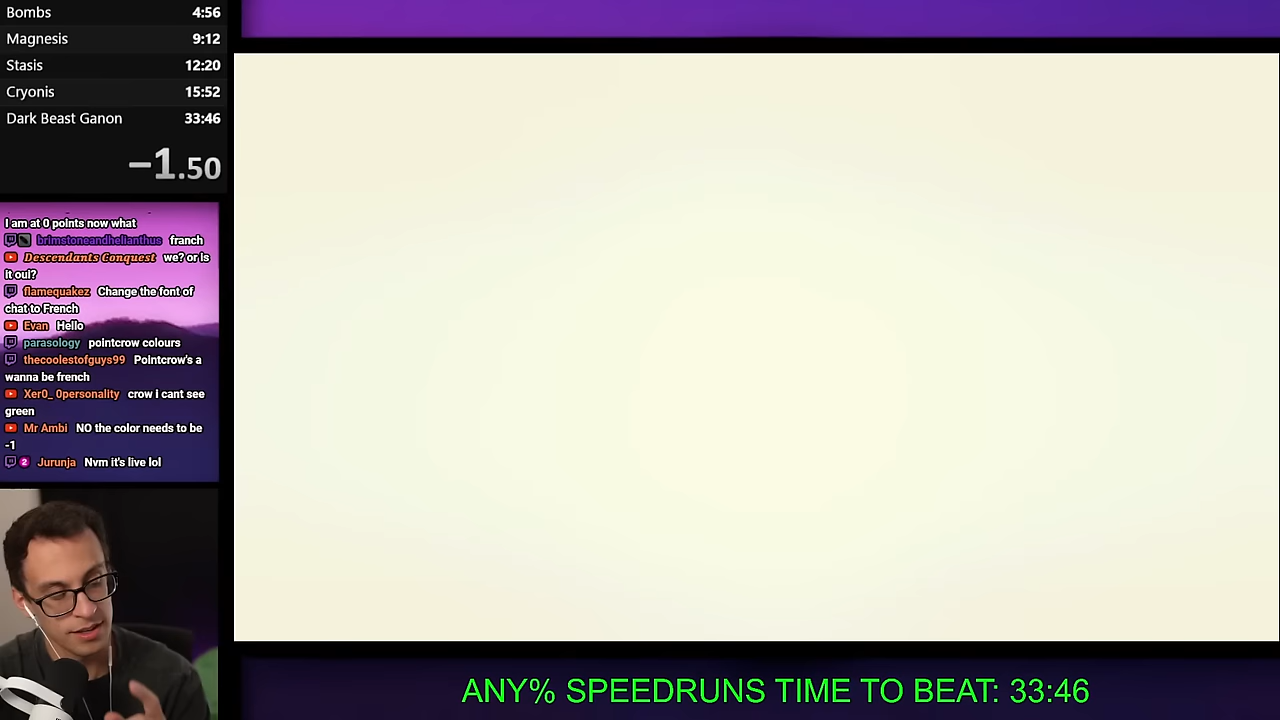 Bombs 4:56
Magnesis 9:12
Stasis 12:20
Cryonis 15:52
Dark Beast Ganon 33:46
−1.50
I am at 0 points now what
brimstoneandhelianthus franch
Descendants Conquest we? or is
it oui?
flamequakez Change the font of
chat to French
Evan Hello
parasology pointcrow colours
thecoolestofguys99 Pointcrow's a
wanna be french
Xer0_ 0personality crow I cant see
green
Mr Ambi NO the color needs to be
-1
2 Jurunja Nvm it's live lol
ANY% SPEEDRUNS TIME TO BEAT: 33:46